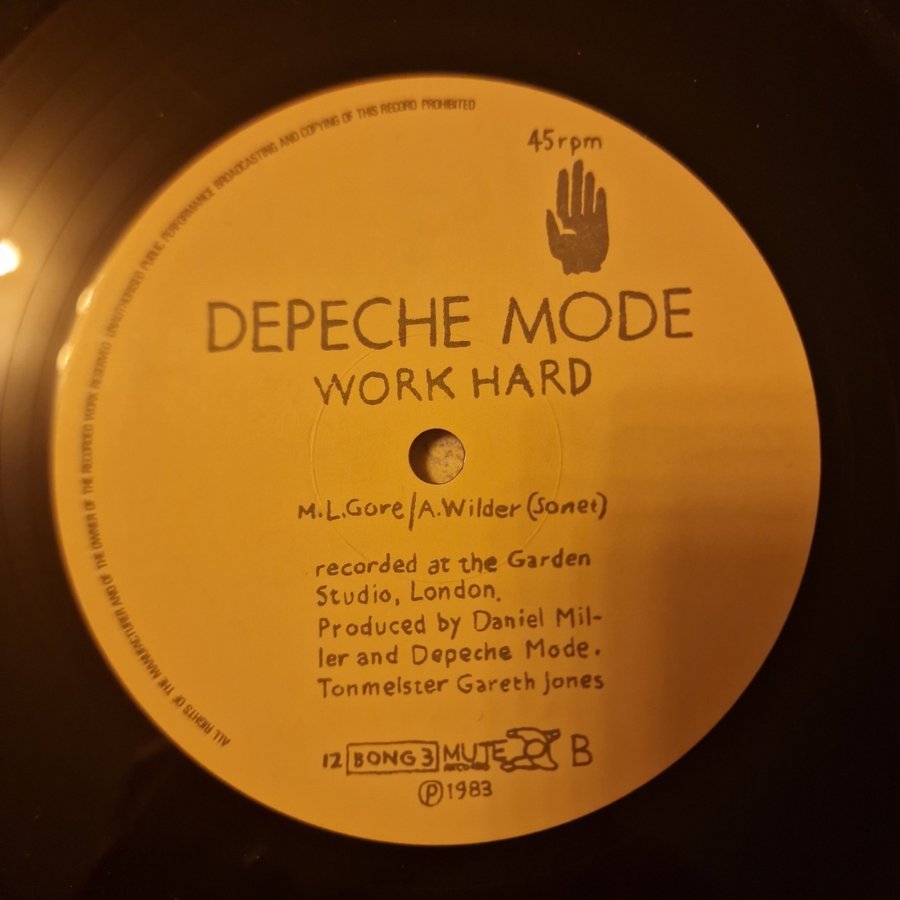 ALL RIGHTS OF THE MANUFACTURER AND OF THE OWNER OF THE RECORDED WORK RESERVED UNAUTHORISED PUBLIC PERFORMANCE BROADCASTING AND COPYING OF THIS RECORD PROHIBITED
45rpm
DEPECHE MODE
WORK HARD
M.L.Gore/A.Wilder (Sonet)
recorded at the Garden
Studio, London.
Produced by Daniel Mil-
ler and Depeche Mode.
Tonmeister Gareth Jones
12 BONG 3 MUTE B
RECORDS
℗1983